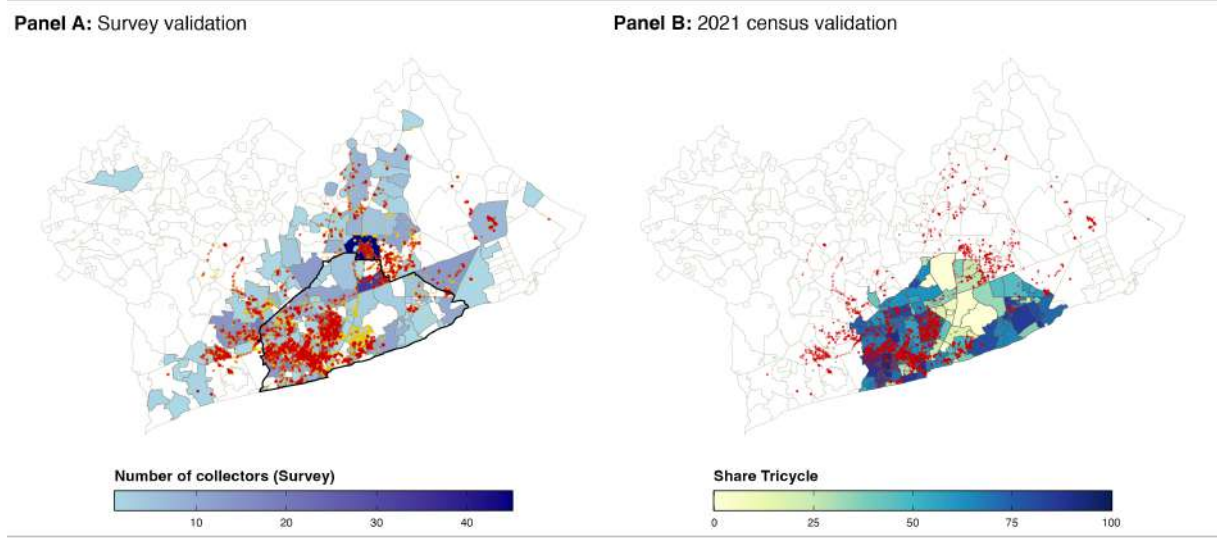 Panel A: Survey validation
Panel B: 2021 census validation
Number of collectors (Survey)
10 20 30 40
Share Tricycle
0 25 50 75 100